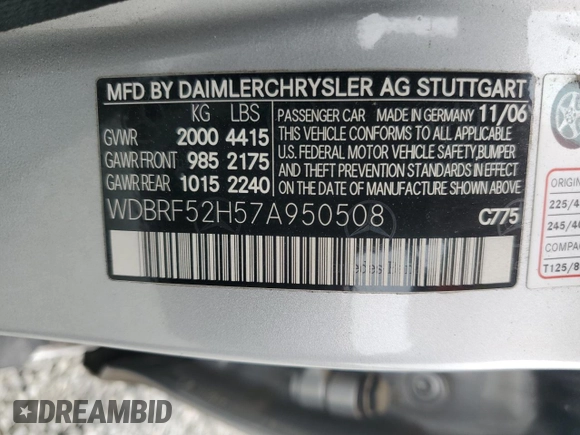 MFD BY DAIMLERCHRYSLER AG STUTTGART
KG LBS
GVWR 2000 4415
GAWR FRONT 985 2175
GAWR REAR 1015 2240
PASSENGER CAR MADE IN GERMANY 11/06
THIS VEHICLE CONFORMS TO ALL APPLICABLE
U.S. FEDERAL MOTOR VEHICLE SAFETY, BUMPER
AND THEFT PREVENTION STANDARDS IN EFFECT
ON THE DATE OF MANUFACTURE SHOWN ABOVE.
WDBRF52H57A950508 C775
ORIGIN
225/4
245/40
COMPAC
T125/8
DREAMBID